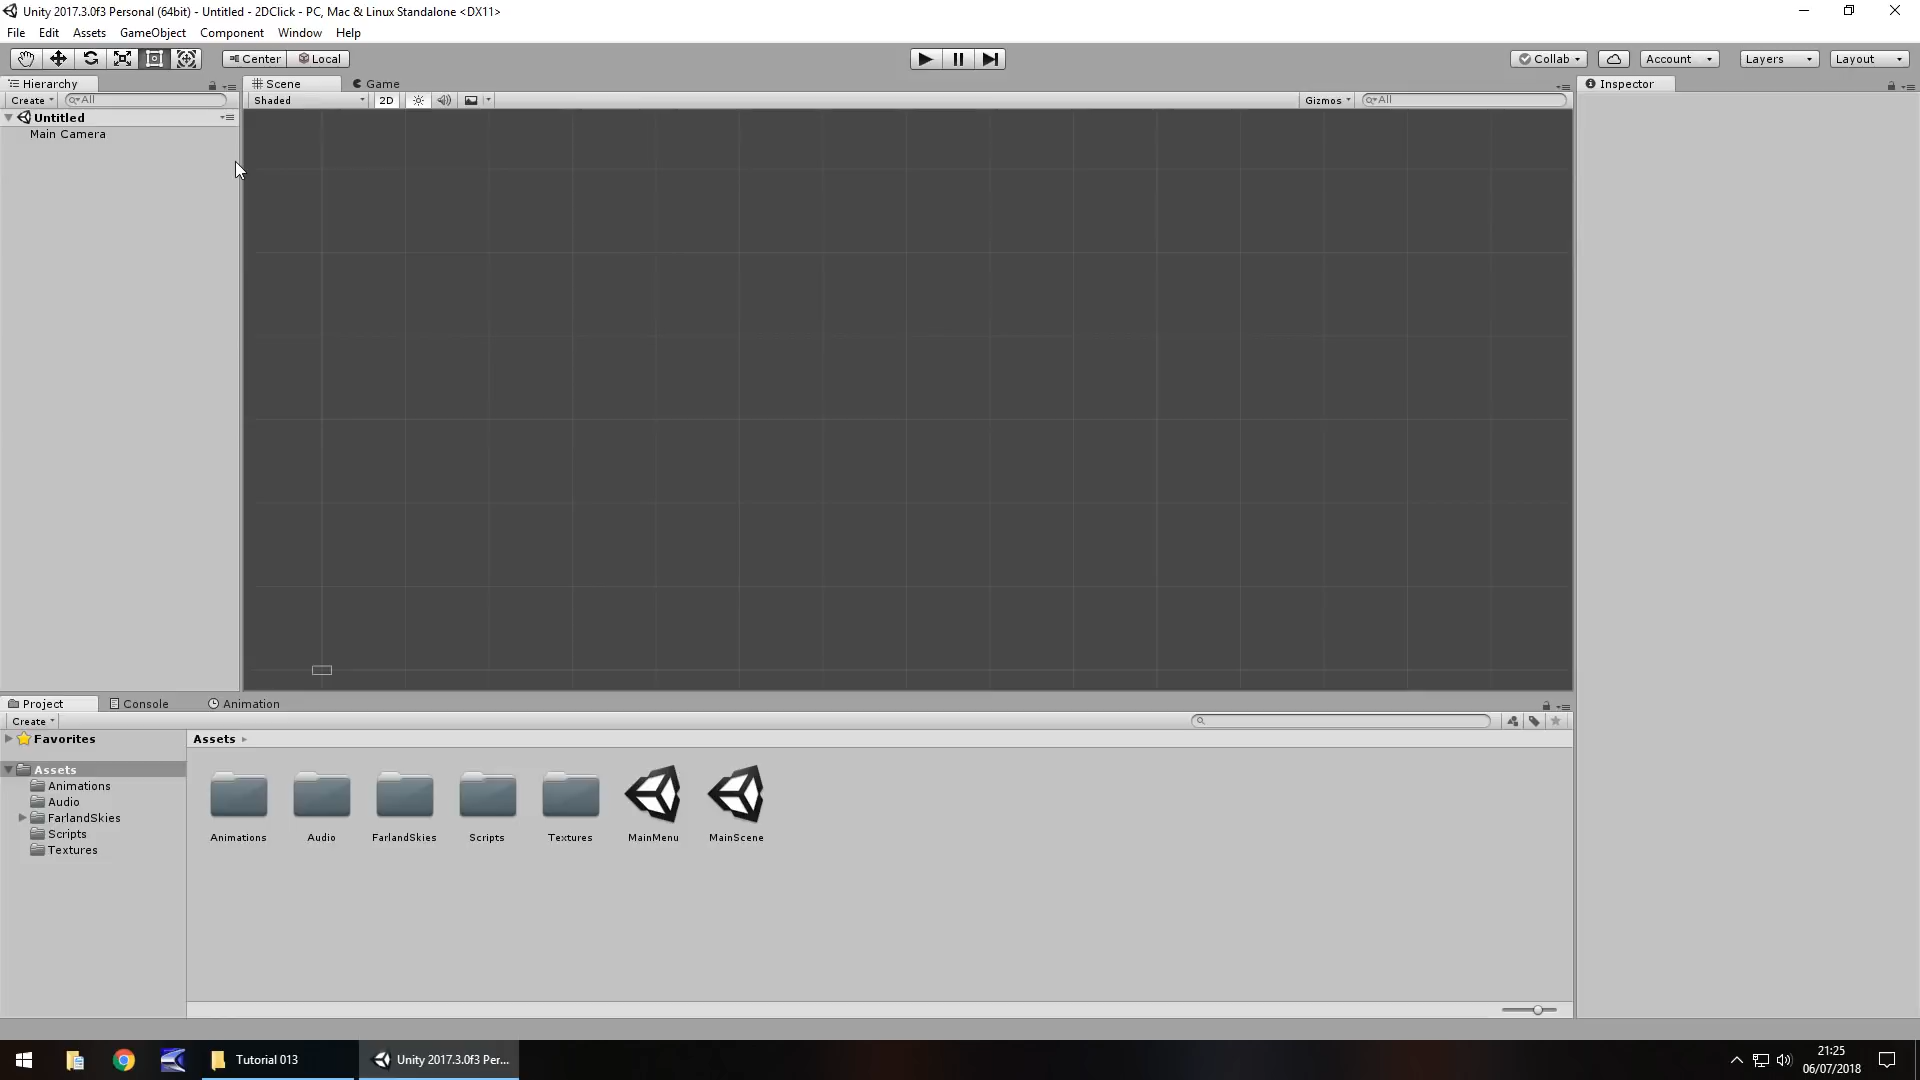 Unity 2017.3.0f3 Personal (64bit) - Untitled - 2DClick - PC, Mac & Linux Standalone <DX11>
File Edit Assets GameObject Component Window Help
Center Local Collab Account Layers Layout
Hierarchy Scene Game Inspector
Create All Shaded 2D Gizmos All
Untitled
Main Camera
Project Console Animation
Create
Favorites Assets
Assets
Animations
Audio
FarlandSkies
Scripts
Textures
Animations Audio FarlandSkies Scripts Textures MainMenu MainScene
Tutorial 013 Unity 2017.3.0f3 Per... 21:25
06/07/2018